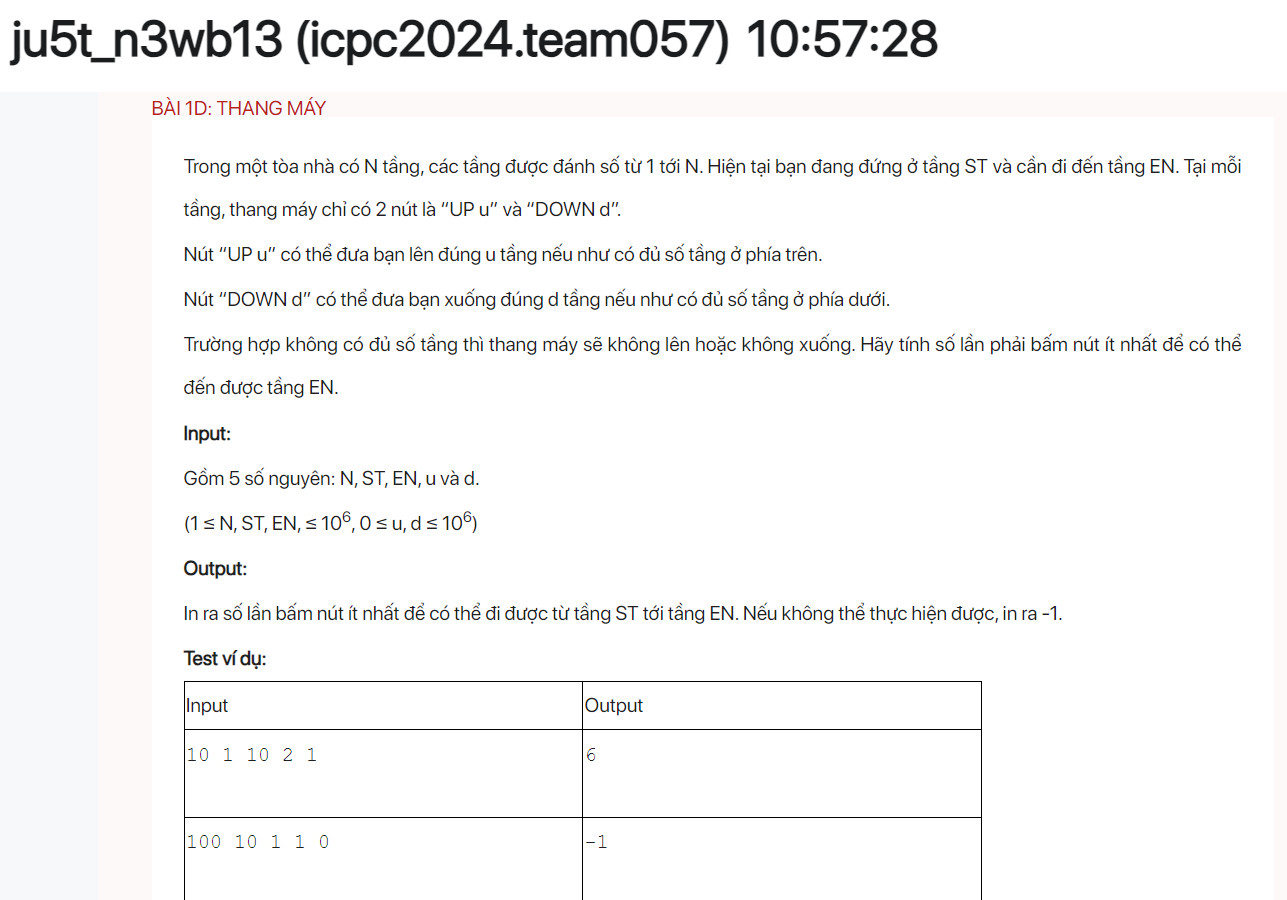 ju5t_n3wb13 (icpc2024.team057) 10:57:28
BÀI 1D: THANG MÁY
Trong một tòa nhà có N tầng, các tầng được đánh số từ 1 tới N. Hiện tại bạn đang đứng ở tầng ST và cần đi đến tầng EN. Tại mỗi
tầng, thang máy chỉ có 2 nút là “UP u” và “DOWN d”.
Nút “UP u” có thể đưa bạn lên đúng u tầng nếu như có đủ số tầng ở phía trên.
Nút “DOWN d” có thể đưa bạn xuống đúng d tầng nếu như có đủ số tầng ở phía dưới.
Trường hợp không có đủ số tầng thì thang máy sẽ không lên hoặc không xuống. Hãy tính số lần phải bấm nút ít nhất để có thể
đến được tầng EN.
Input:
Gồm 5 số nguyên: N, ST, EN, u và d.
(1 ≤ N, ST, EN, ≤ 10⁶, 0 ≤ u, d ≤ 10⁶)
Output:
In ra số lần bấm nút ít nhất để có thể đi được từ tầng ST tới tầng EN. Nếu không thể thực hiện được, in ra -1.
Test ví dụ:
Input Output
10 1 10 2 1 6
100 10 1 1 0 -1